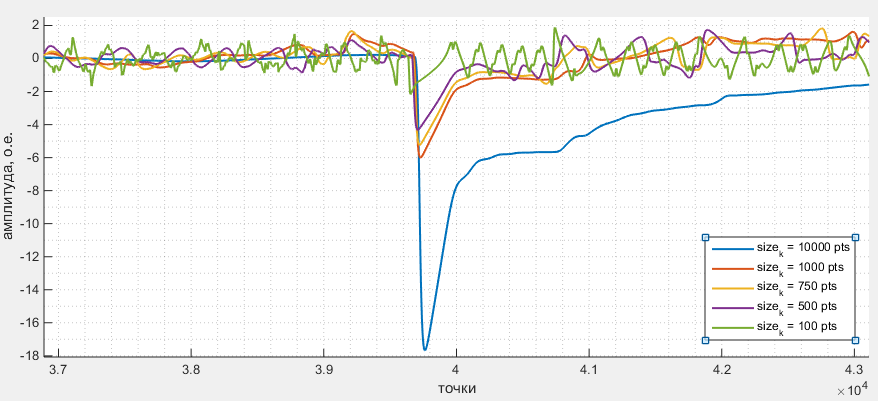 2
0
-2
-4
-6
-8
-10
-12
-14
-16
-18
амплитуда, о.е.
size_k = 10000 pts
size_k = 1000 pts
size_k = 750 pts
size_k = 500 pts
size_k = 100 pts
3.7 3.8 3.9 4 4.1 4.2 4.3
точки
×10⁴